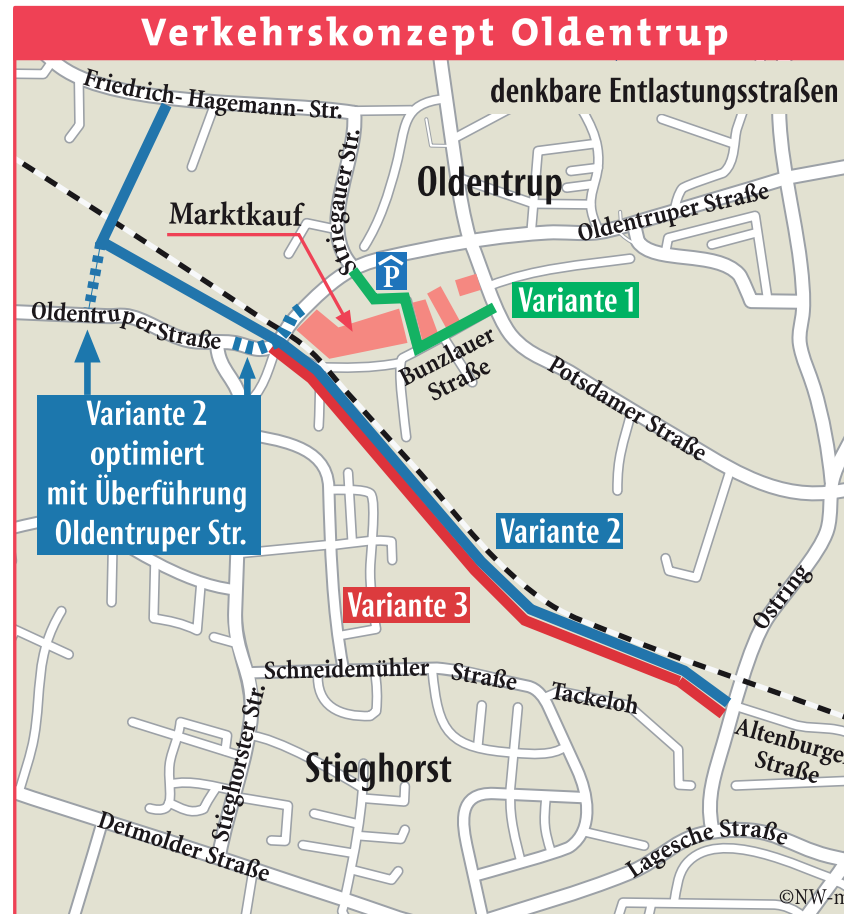 Verkehrskonzept Oldentrup
denkbare Entlastungsstraßen
Friedrich- Hagemann- Str.
Striegauer Str.
Oldentrup
Oldentruper Straße
Marktkauf
P
Variante 1
Oldentruper Straße
Bunzlauer
Straße
Potsdamer Straße
Variante 2
optimiert
mit Überführung
Oldentruper Str.
Variante 2
Variante 3
Ostring
Schneidemühler Straße
Tackeloh
Stieghorster Str.
Stieghorst
Altenburge
Straße
Detmolder Straße
Lagesche Straße
©NW-m